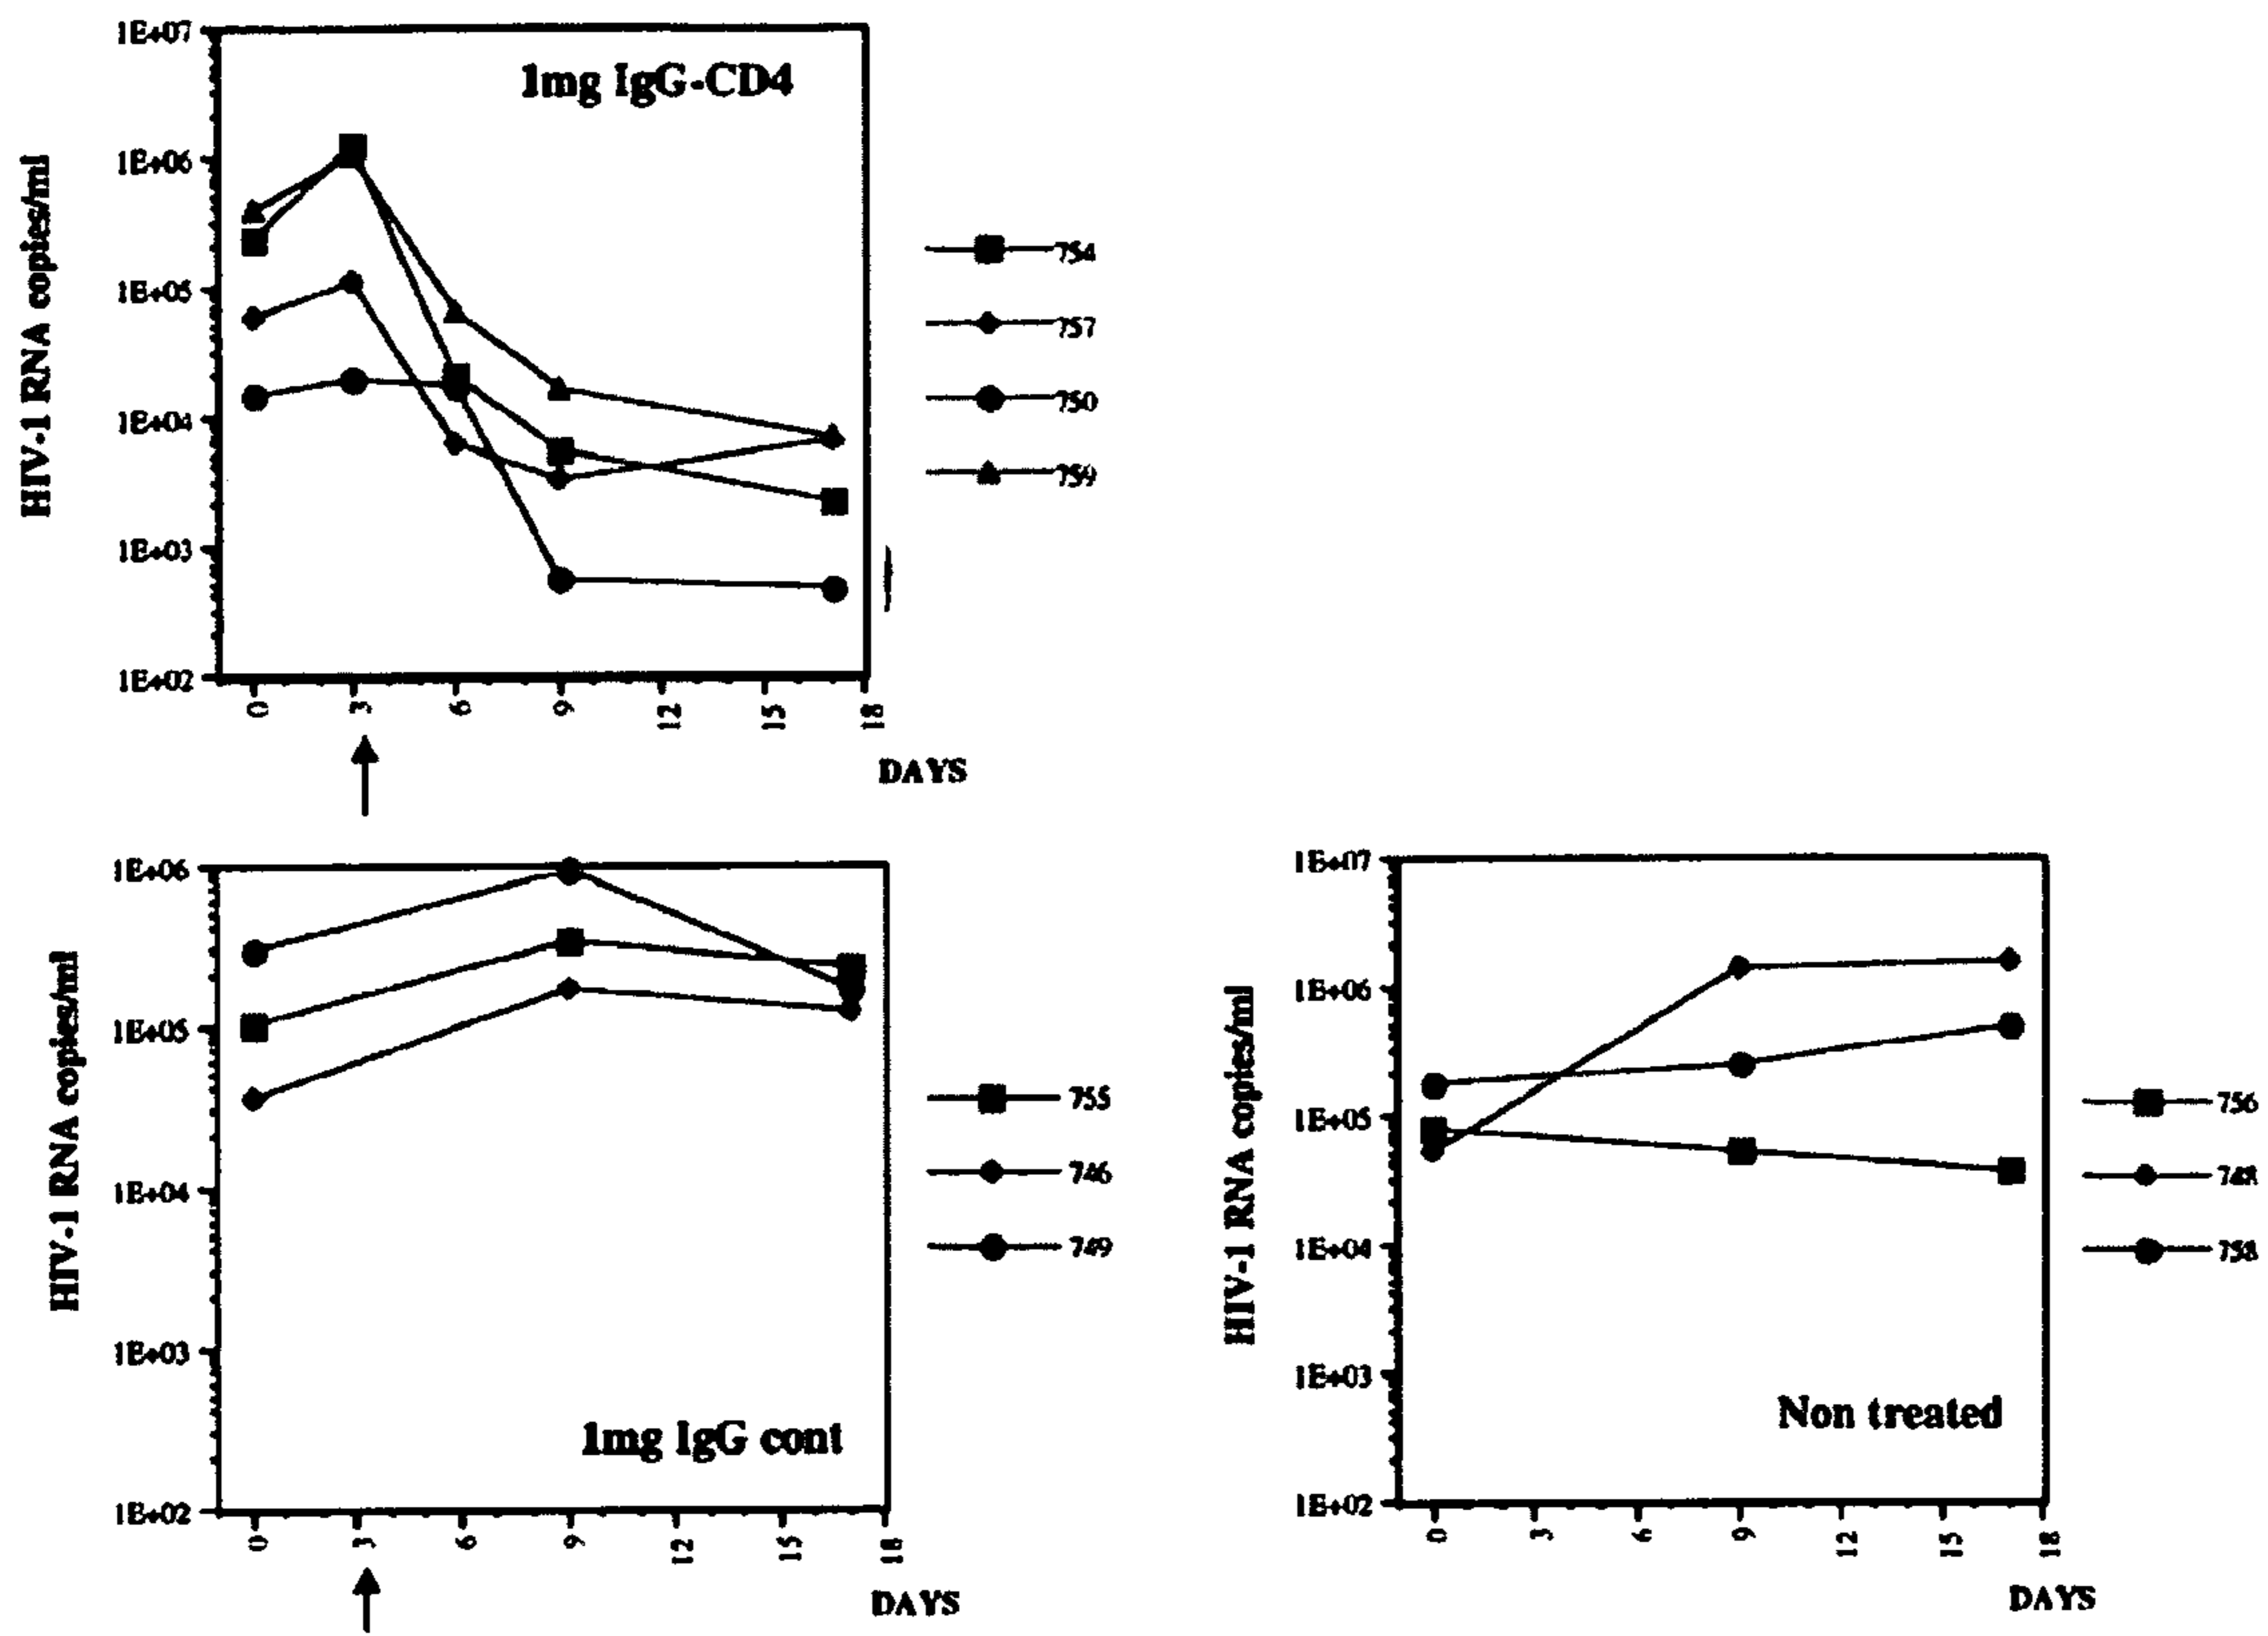 1E+07
1mg IgG-CD4
1E+06
1E+05
1E+04
1E+03
1E+02
HIV-1 RNA copies/ml
0 3 6 9 12 15 18
DAYS
754
757
750
759
1E+06
1E+05
1E+04
1E+03
1E+02
HIV-1 RNA copies/ml
1mg IgG cont
0 3 6 9 12 15 18
DAYS
755
746
749
1E+07
1E+06
1E+05
1E+04
1E+03
1E+02
HIV-1 RNA copies/ml
Non treated
0 3 6 9 12 15 18
DAYS
756
748
758